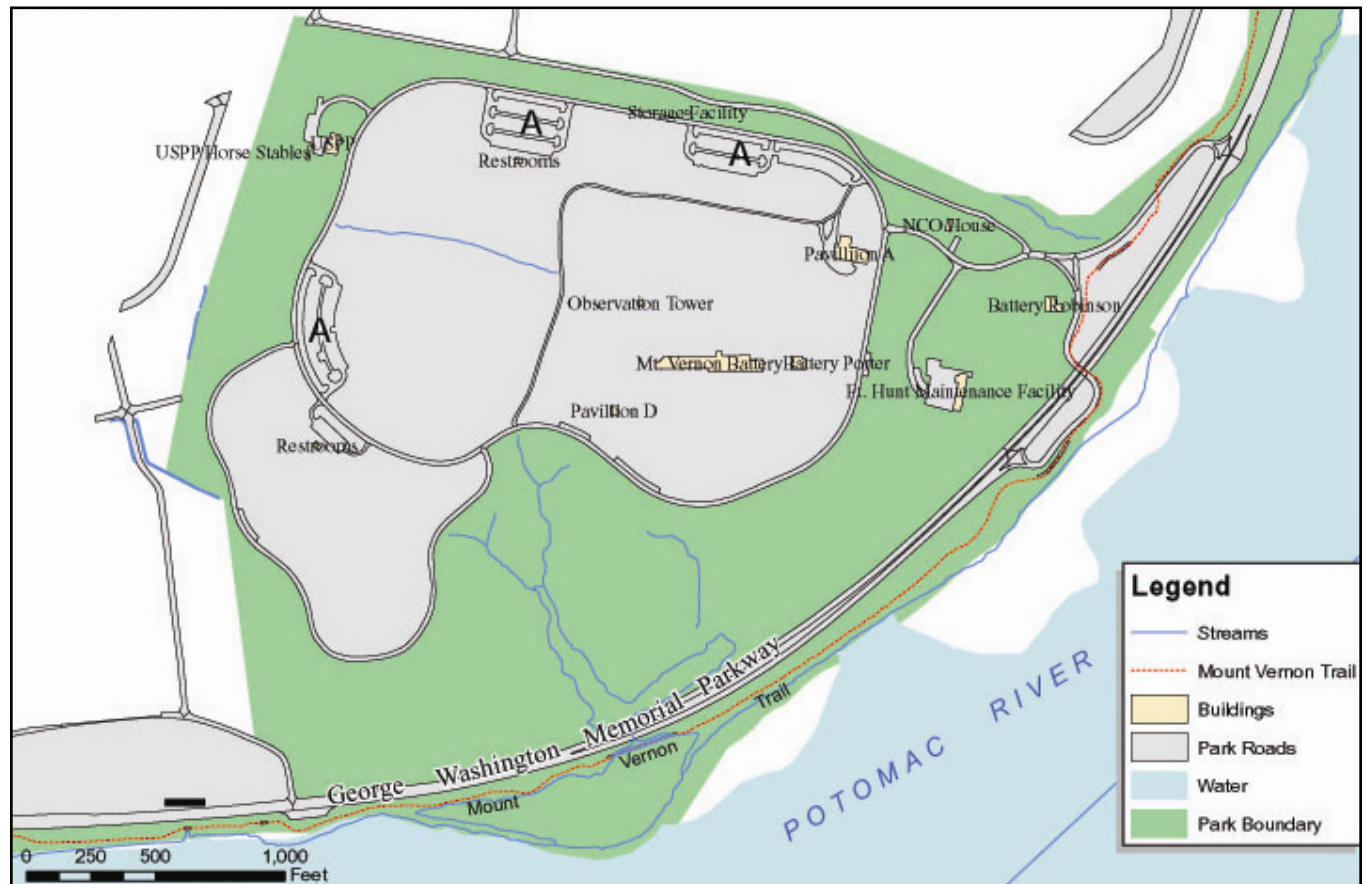 A
Storage Facility
A
USPP Horse Stables
USPP
Restrooms
NCO House
Pavillion A
Observation Tower
Battery Robinson
A
Mt. Vernon Battery
Battery Porter
Ft. Hunt Maintenance Facility
Pavillion D
Restrooms
George Washington Memorial Parkway
Mount Vernon Trail
POTOMAC RIVER
Legend
Streams
Mount Vernon Trail
Buildings
Park Roads
Water
Park Boundary
0 250 500 1,000
Feet